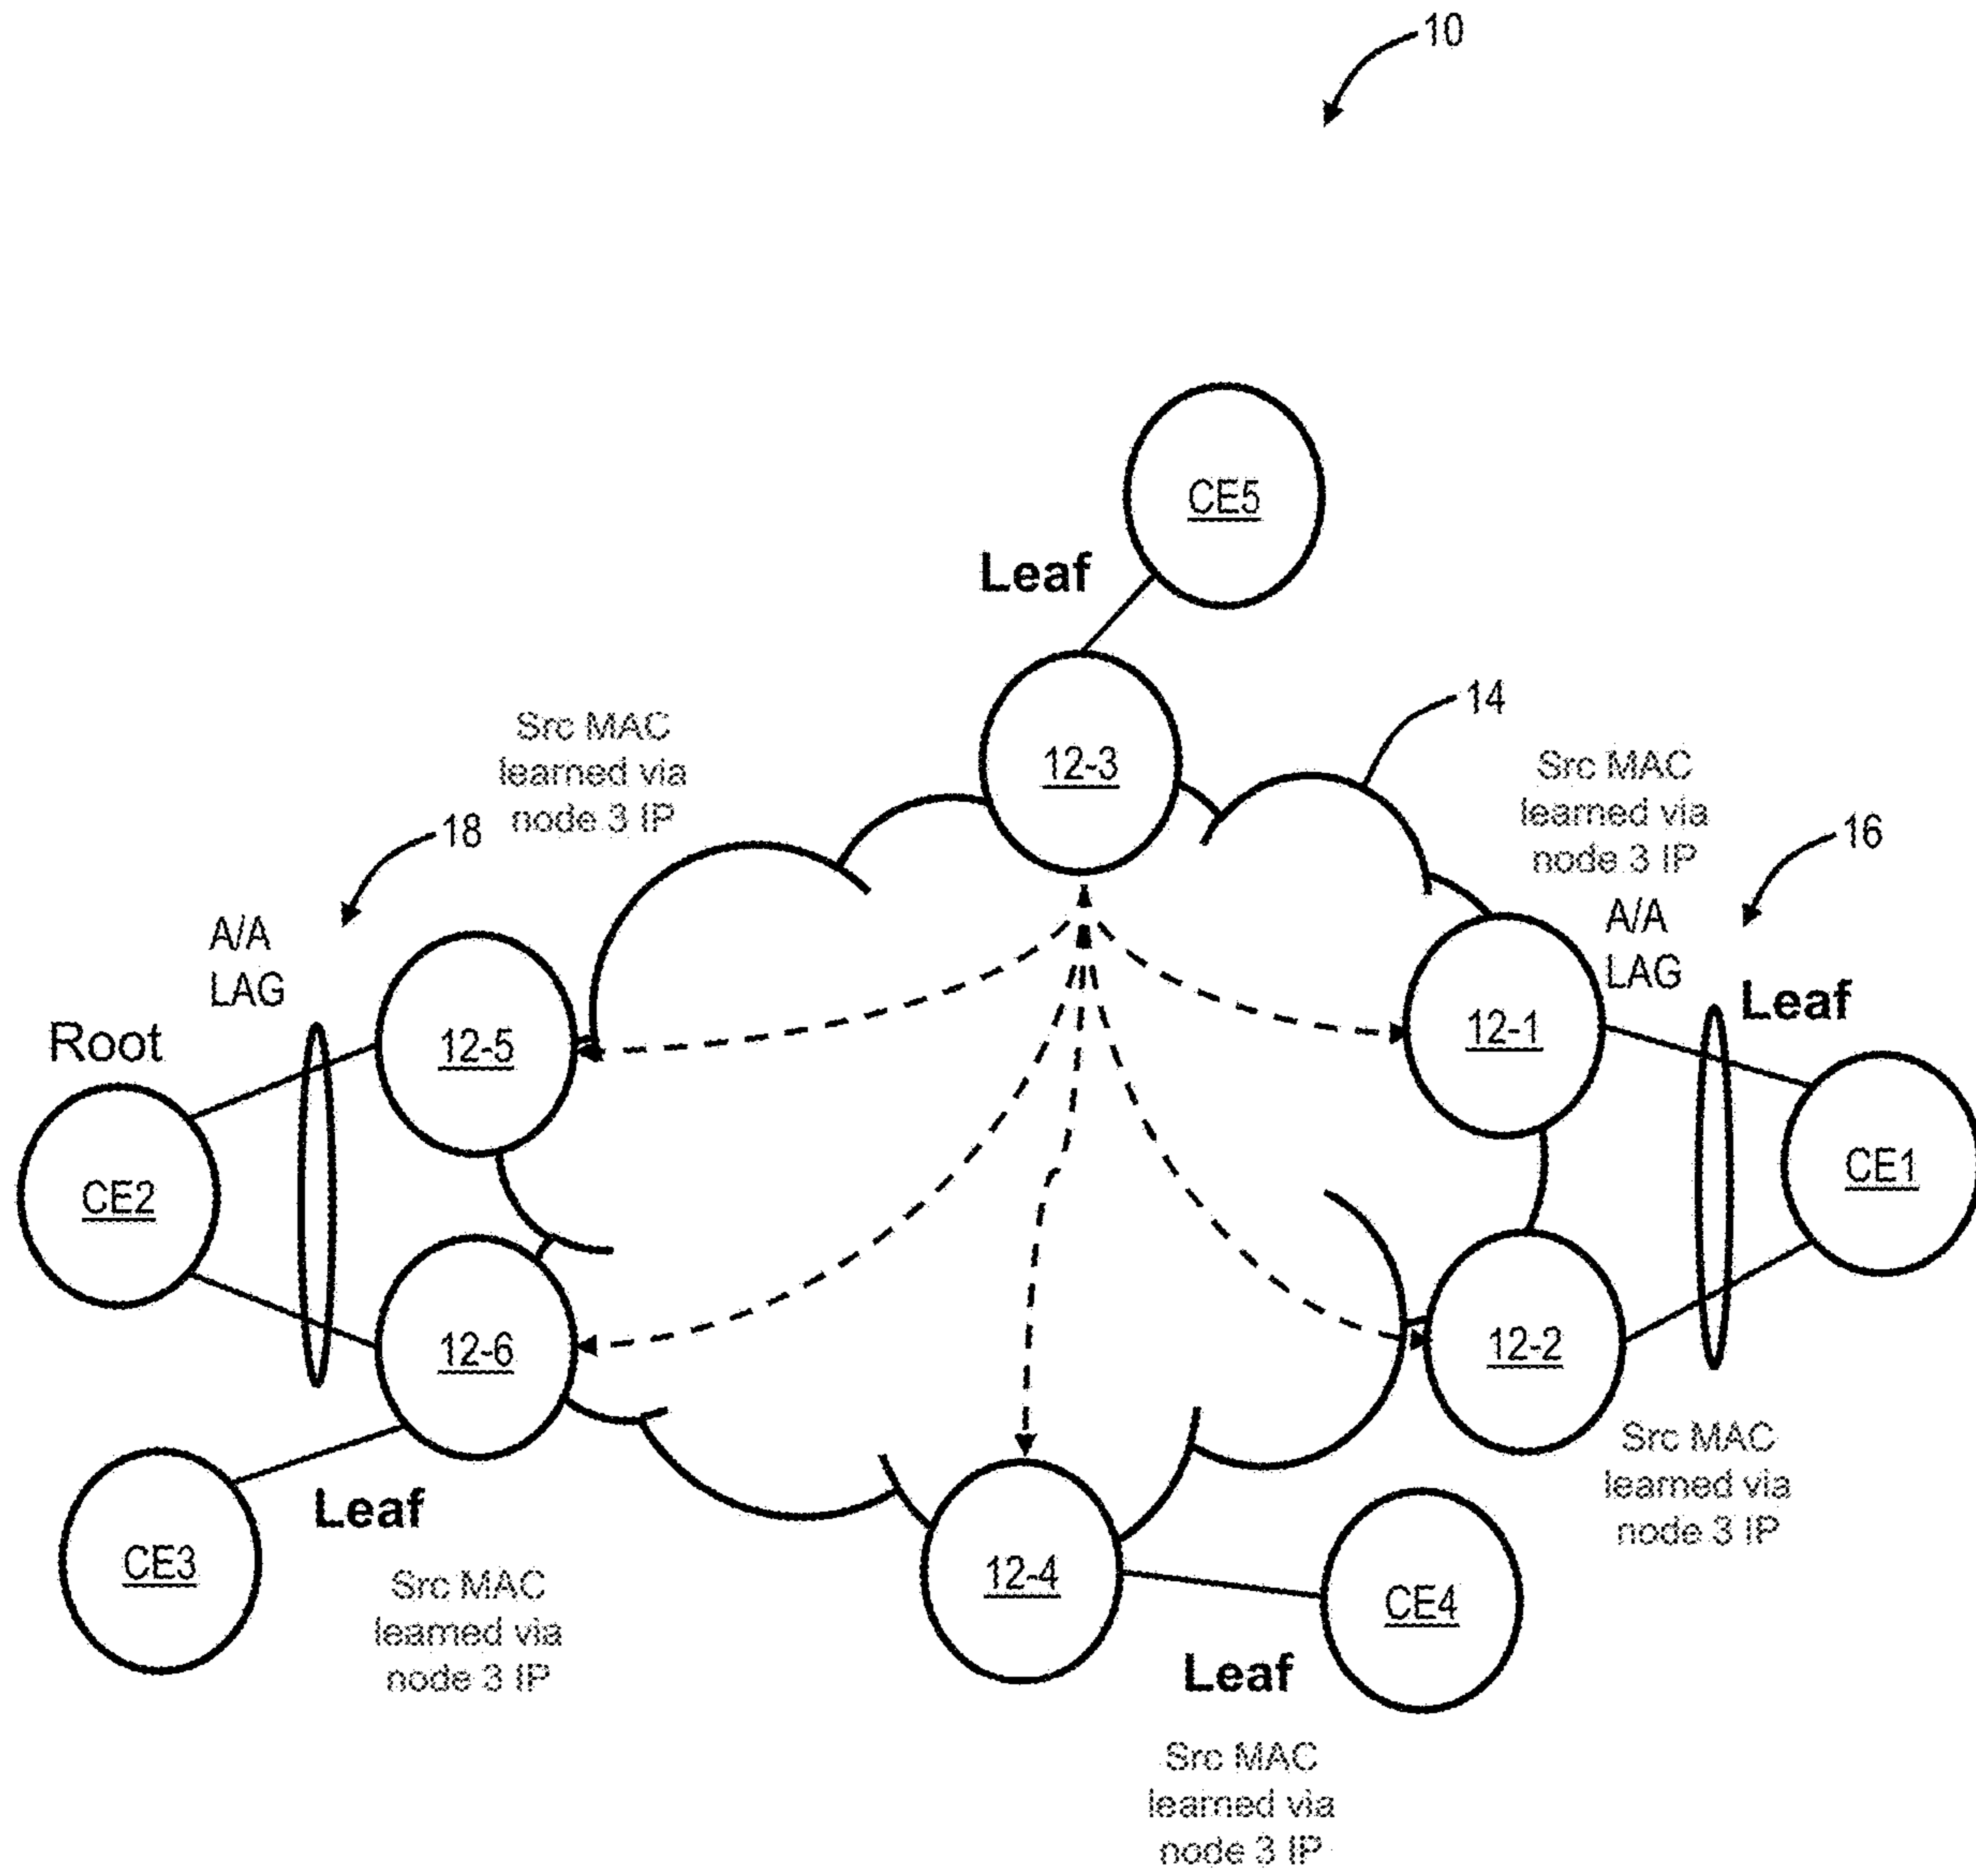 10
CE5
Leaf
12-3
14
Src MAC
learned via
node 3 IP
Src MAC
learned via
node 3 IP
18
16
A/A
LAG
A/A
LAG
Leaf
Root
12-5
12-1
CE2
CE1
12-6
12-2
Src MAC
learned via
node 3 IP
CE3
Leaf
Src MAC
learned via
node 3 IP
12-4
CE4
Leaf
Src MAC
learned via
node 3 IP